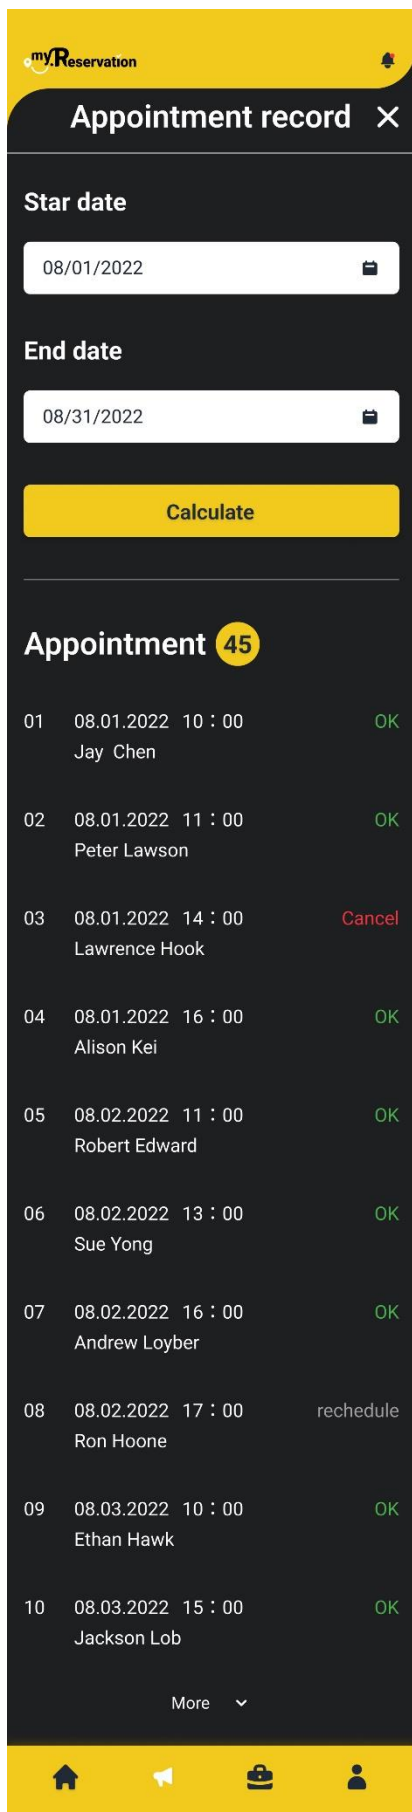 my.Reservation
Appointment record
Star date
08/01/2022
End date
08/31/2022
Calculate
Appointment 45
01 08.01.2022 10：00 OK
Jay Chen
02 08.01.2022 11：00 OK
Peter Lawson
03 08.01.2022 14：00 Cancel
Lawrence Hook
04 08.01.2022 16：00 OK
Alison Kei
05 08.02.2022 11：00 OK
Robert Edward
06 08.02.2022 13：00 OK
Sue Yong
07 08.02.2022 16：00 OK
Andrew Loyber
08 08.02.2022 17：00 rechedule
Ron Hoone
09 08.03.2022 10：00 OK
Ethan Hawk
10 08.03.2022 15：00 OK
Jackson Lob
More